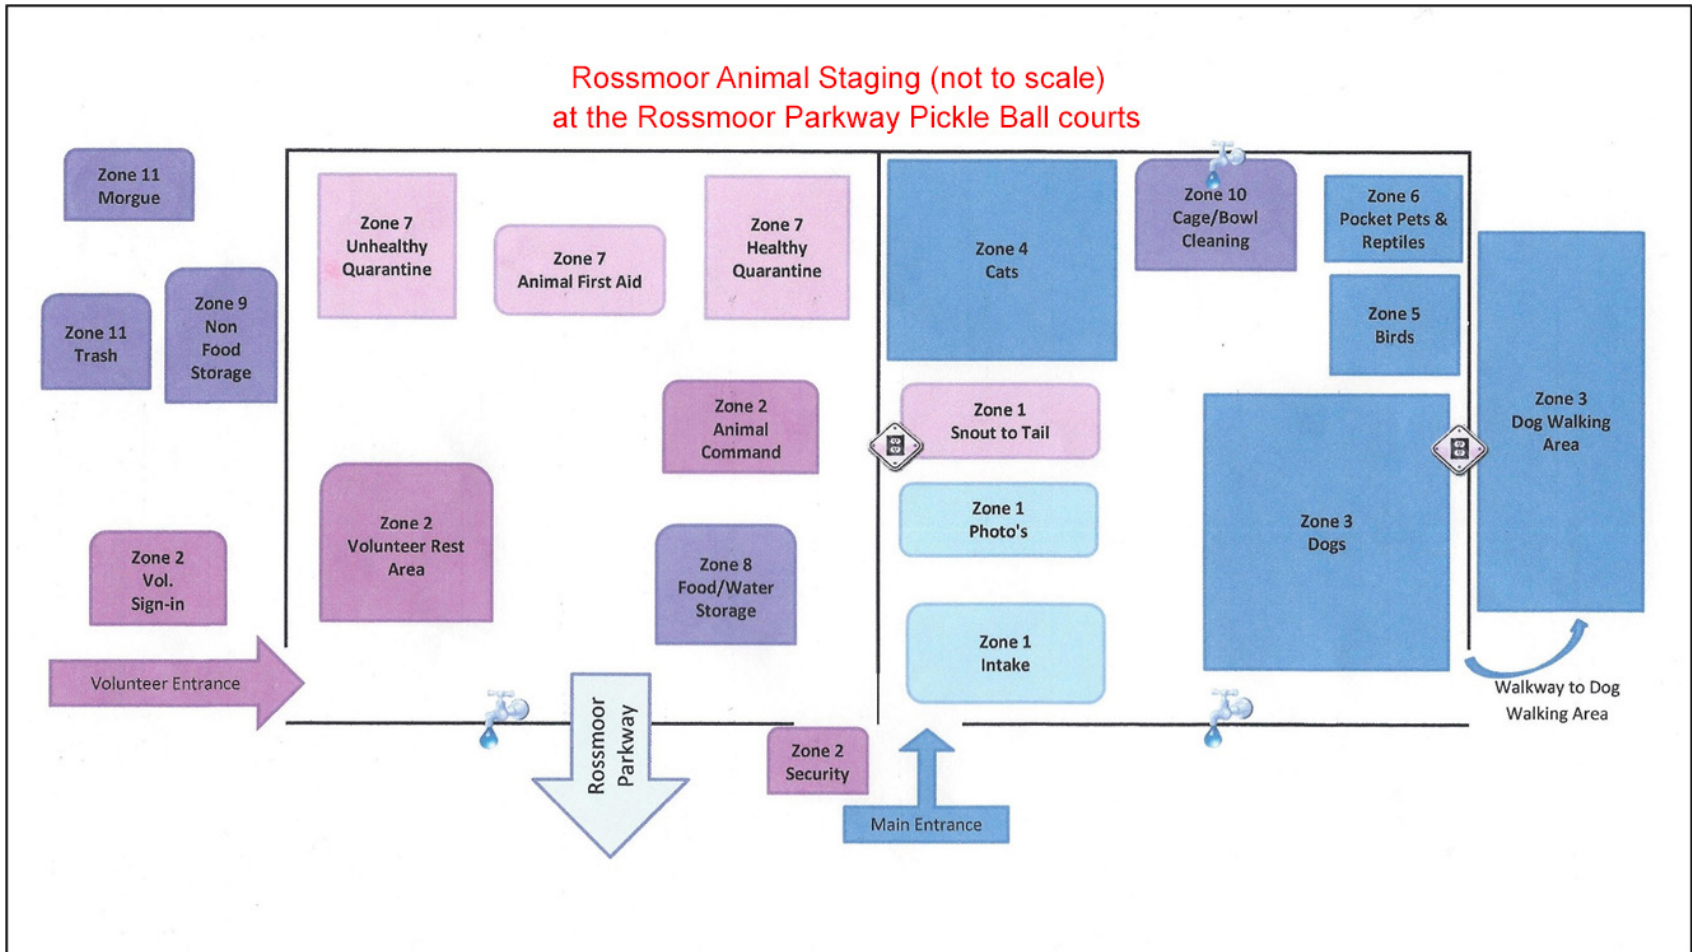 Rossmoor Animal Staging (not to scale)
at the Rossmoor Parkway Pickle Ball courts
Zone 11
Morgue
Zone 11
Trash
Zone 9
Non
Food
Storage
Zone 2
Vol.
Sign-in
Volunteer Entrance
Zone 7
Unhealthy
Quarantine
Zone 7
Animal First Aid
Zone 7
Healthy
Quarantine
Zone 2
Animal
Command
Zone 2
Volunteer Rest
Area
Zone 8
Food/Water
Storage
Rossmoor
Parkway
Zone 2
Security
Zone 4
Cats
Zone 10
Cage/Bowl
Cleaning
Zone 6
Pocket Pets &
Reptiles
Zone 5
Birds
Zone 1
Snout to Tail
Zone 1
Photo's
Zone 1
Intake
Zone 3
Dogs
Zone 3
Dog Walking
Area
Walkway to Dog
Walking Area
Main Entrance